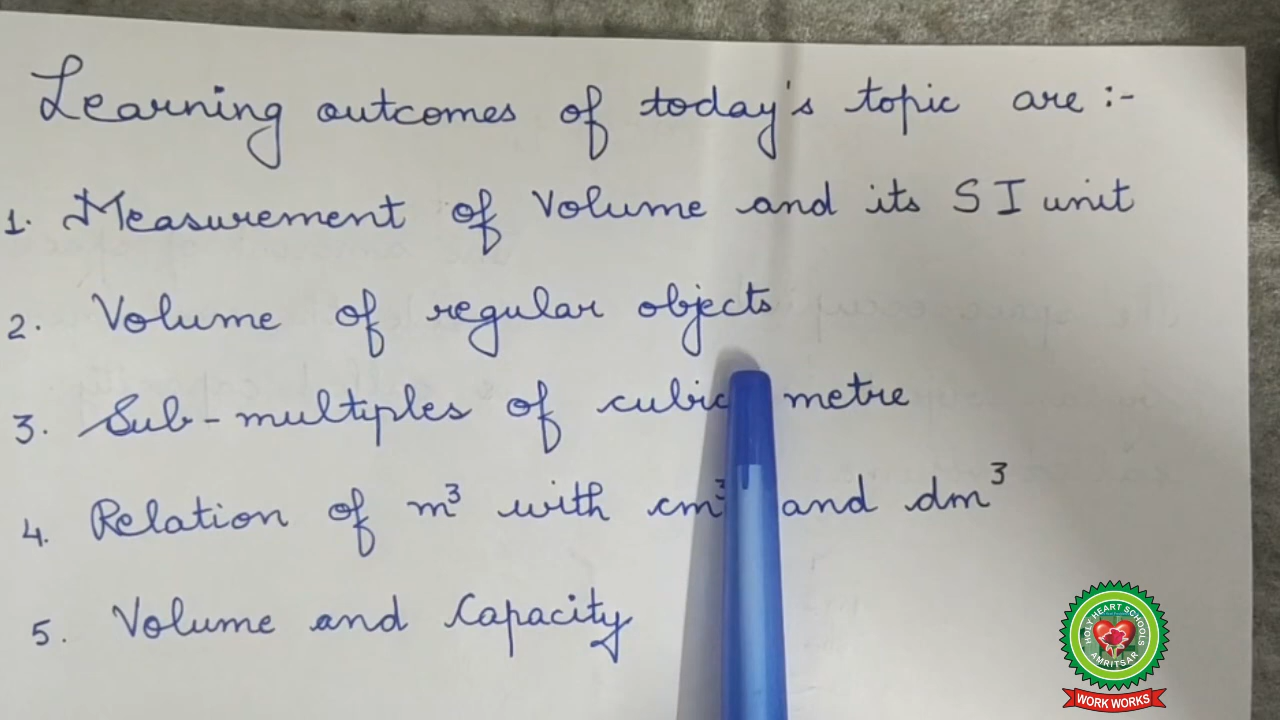 Learning outcomes of today's topic are :-
1. Measurement of Volume and its SI unit
2. Volume of regular objects
3. Sub-multiples of cubic metre
4. Relation of m³ with cm³ and dm³
5. Volume and Capacity
HOLY HEART SCHOOLS
AMRITSAR
WORK WORKS